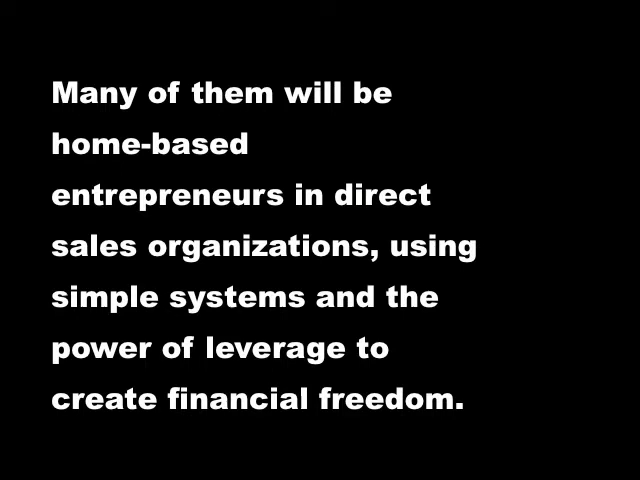 Many of them will be
home-based
entrepreneurs in direct
sales organizations, using
simple systems and the
power of leverage to
create financial freedom.